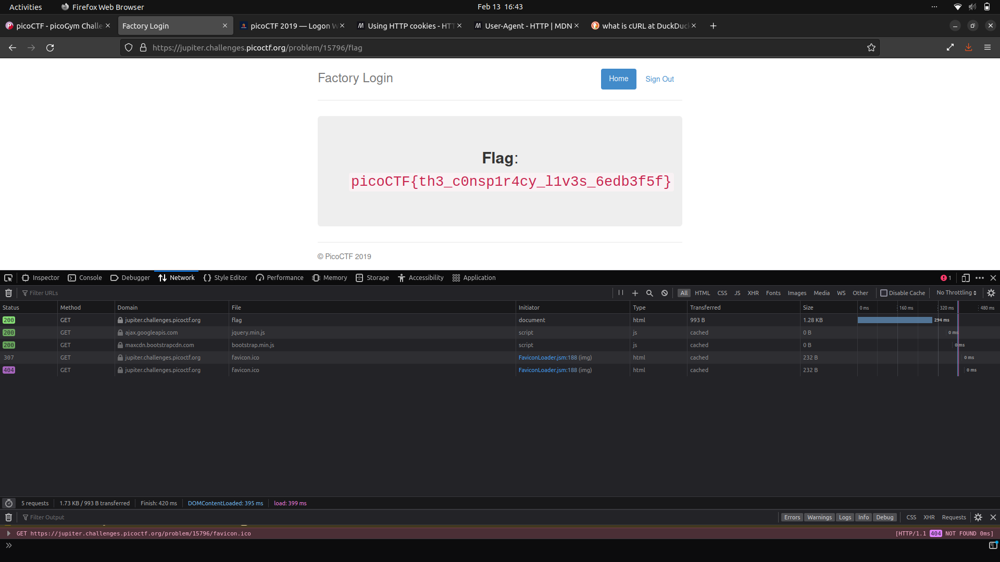 Activities Firefox Web Browser Feb 13 16:43
picoCTF - picoGym Challe Factory Login picoCTF 2019 — Logon W Using HTTP cookies - HTT User-Agent - HTTP | MDN what is cURL at DuckDuc
https://jupiter.challenges.picoctf.org/problem/15796/flag
Factory Login Home Sign Out
Flag:
picoCTF{th3_c0nsp1r4cy_l1v3s_6edb3f5f}
© PicoCTF 2019
Inspector Console Debugger Network Style Editor Performance Memory Storage Accessibility Application 1
Filter URLs All HTML CSS JS XHR Fonts Images Media WS Other Disable Cache No Throttling
Status Method Domain File Initiator Type Transferred Size 0 ms 160 ms 320 ms 480 ms
200 GET jupiter.challenges.picoctf.org flag document html 993 B 1.28 KB 294 ms
200 GET ajax.googleapis.com jquery.min.js script js cached 0 B 0 ms
200 GET maxcdn.bootstrapcdn.com bootstrap.min.js script js cached 0 B 0 ms
307 GET jupiter.challenges.picoctf.org favicon.ico FaviconLoader.jsm:188 (img) html cached 232 B 0 ms
404 GET jupiter.challenges.picoctf.org favicon.ico FaviconLoader.jsm:188 (img) html cached 232 B 0 ms
5 requests 1.73 KB / 993 B transferred Finish: 420 ms DOMContentLoaded: 395 ms load: 399 ms
Filter Output Errors Warnings Logs Info Debug CSS XHR Requests
GET https://jupiter.challenges.picoctf.org/problem/15796/favicon.ico [HTTP/1.1 404 NOT FOUND 0ms]